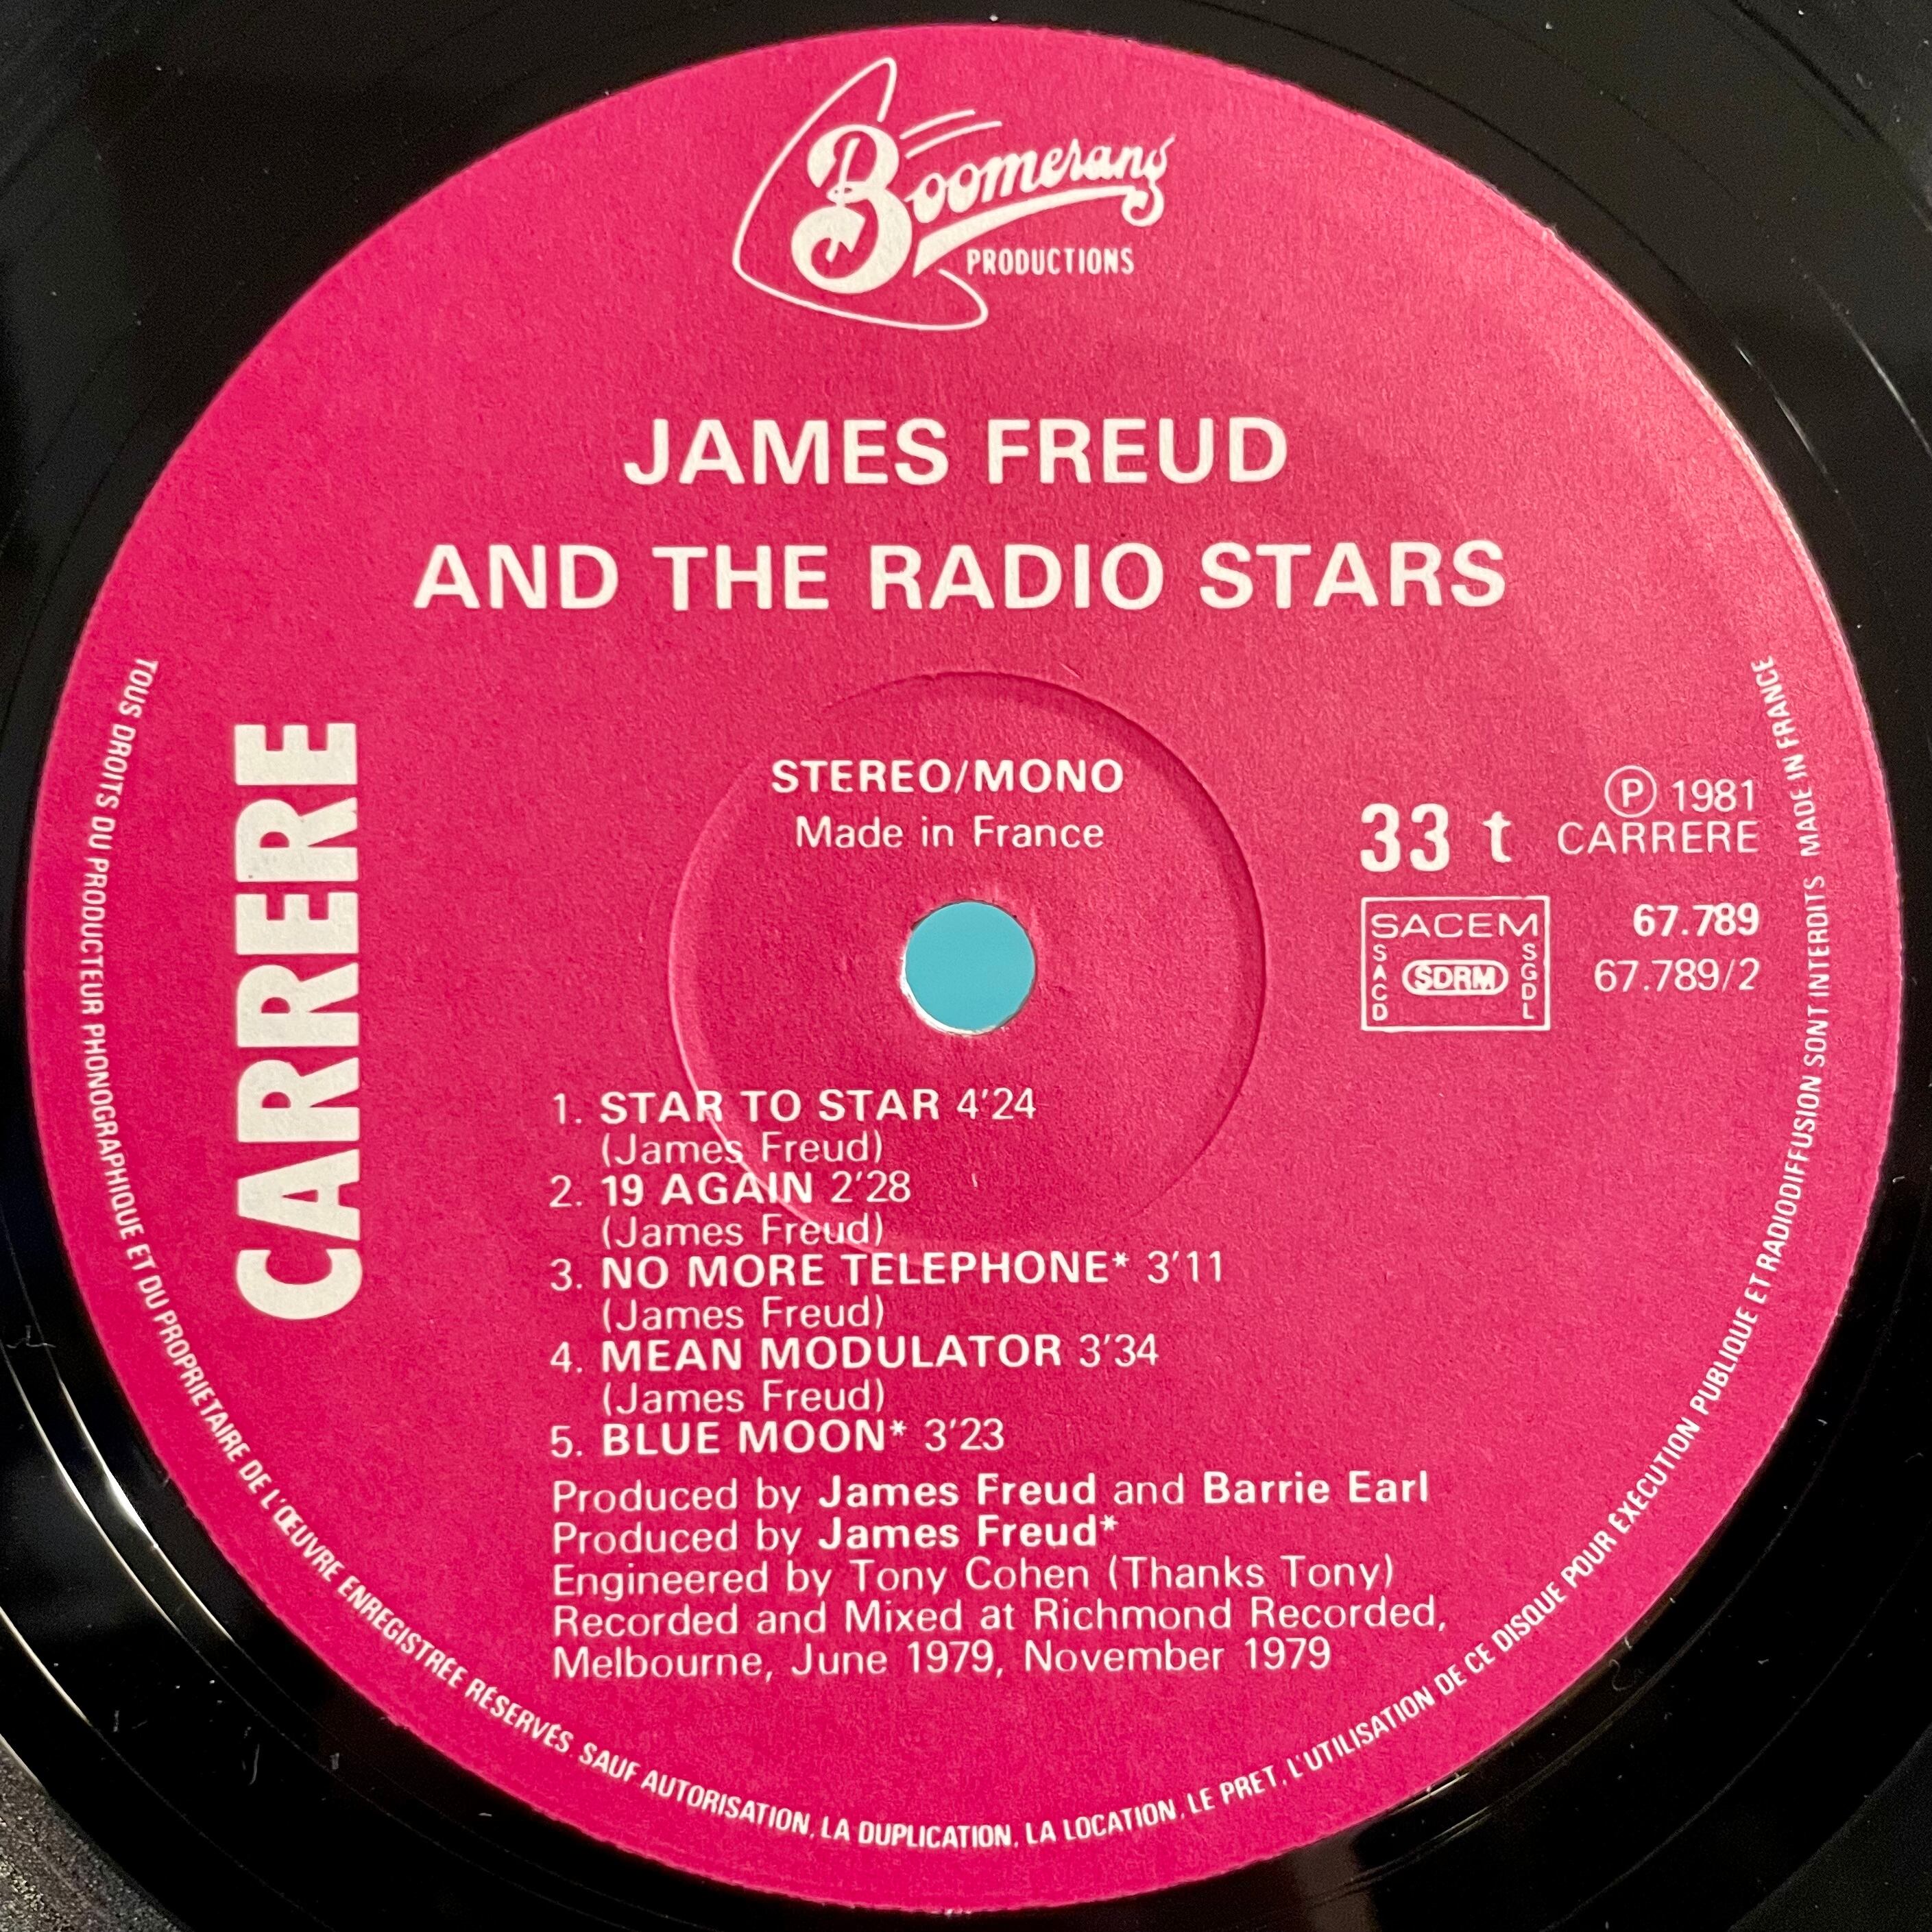 Boomerang
PRODUCTIONS
JAMES FREUD
AND THE RADIO STARS
CARRERE
STEREO/MONO
Made in France
33 t
Ⓟ 1981
CARRERE
SACEM
SACD
SDRM
SGDL
67.789
67.789/2
1. STAR TO STAR 4'24
(James Freud)
2. 19 AGAIN 2'28
(James Freud)
3. NO MORE TELEPHONE* 3'11
(James Freud)
4. MEAN MODULATOR 3'34
(James Freud)
5. BLUE MOON* 3'23
Produced by James Freud and Barrie Earl
Produced by James Freud*
Engineered by Tony Cohen (Thanks Tony)
Recorded and Mixed at Richmond Recorded,
Melbourne, June 1979, November 1979
TOUS DROITS DU PRODUCTEUR PHONOGRAPHIQUE ET DU PROPRIETAIRE DE L'ŒUVRE ENREGISTRÉE RÉSERVÉS. SAUF AUTORISATION, LA DUPLICATION, LA LOCATION, LE PRET, L'UTILISATION DE CE DISQUE POUR EXÉCUTION PUBLIQUE ET RADIODIFFUSION SONT INTERDITS MADE IN FRANCE